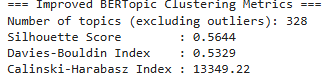 === Improved BERTopic Clustering Metrics ===
Number of topics (excluding outliers): 328
Silhouette Score : 0.5644
Davies-Bouldin Index : 0.5329
Calinski-Harabasz Index : 13349.22